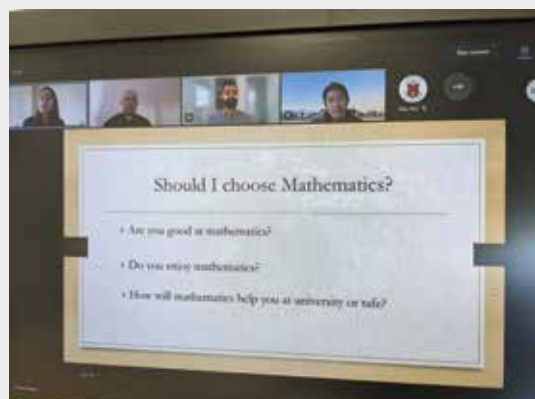 Should I choose Mathematics?
Are you good at mathematics?
Do you enjoy mathematics?
How will mathematics help you at university or tafe?